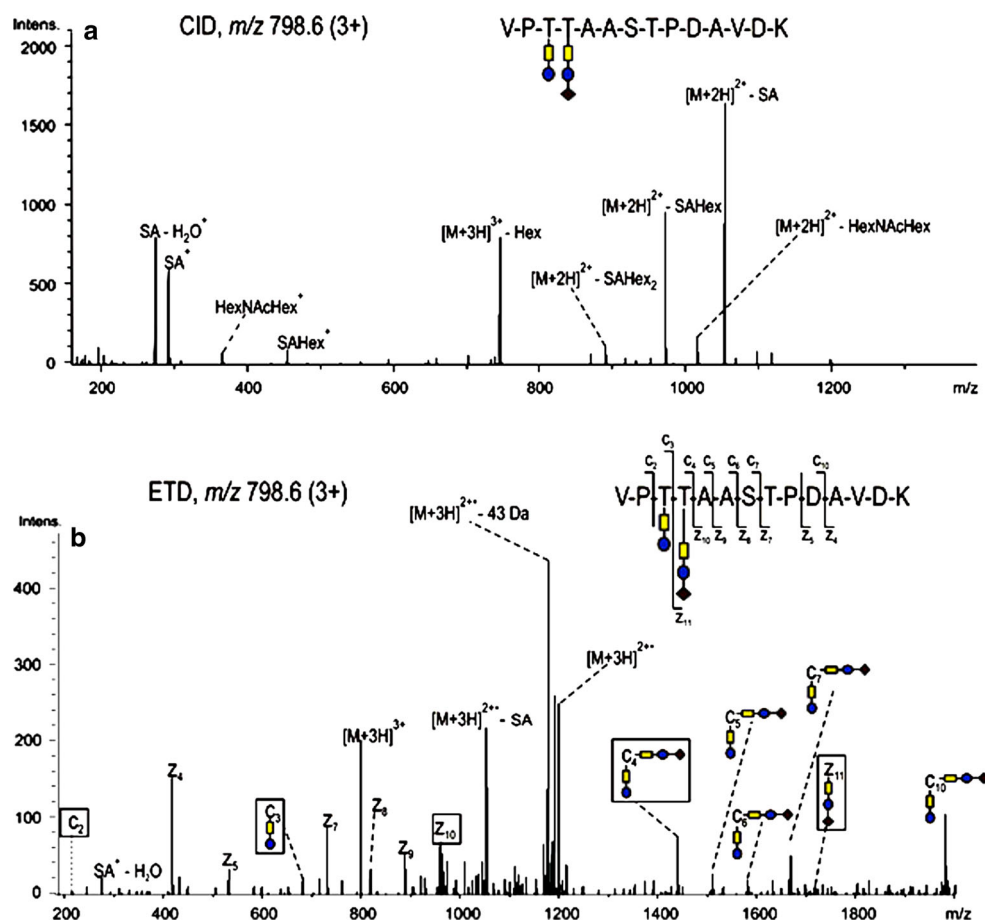 a
CID, m/z 798.6 (3+)
V-P-T-T-A-A-S-T-P-D-A-V-D-K
Intens.
2000
1500
1000
500
0
[M+2H]²⁺ - SA
[M+2H]²⁺ - SAHex
[M+2H]²⁺ - HexNAcHex
SA - H₂O⁺
SA⁺
[M+3H]³⁺ - Hex
[M+2H]²⁺ - SAHex₂
HexNAcHex⁺
SAHex⁺
200
400
600
800
1000
1200
m/z
b
ETD, m/z 798.6 (3+)
C₂ C₃ C₄ C₅ C₆ C₇ C₁₀
V-P-T-T-A-A-S-T-P-D-A-V-D-K
Z₁₀ Z₉ Z₈ Z₇ Z₅ Z₄
Z₁₁
Intens.
400
300
200
100
0
[M+3H]²⁺· - 43 Da
[M+3H]²⁺·
[M+3H]³⁺
[M+3H]²⁺· - SA
C₂
SA⁺ - H₂O
Z₄
Z₅
C₃
Z₇
Z₈
Z₉
Z₁₀
C₄
C₅
C₆
C₇
Z₁₁
C₁₀
200
400
600
800
1000
1200
1400
1600
1800
m/z